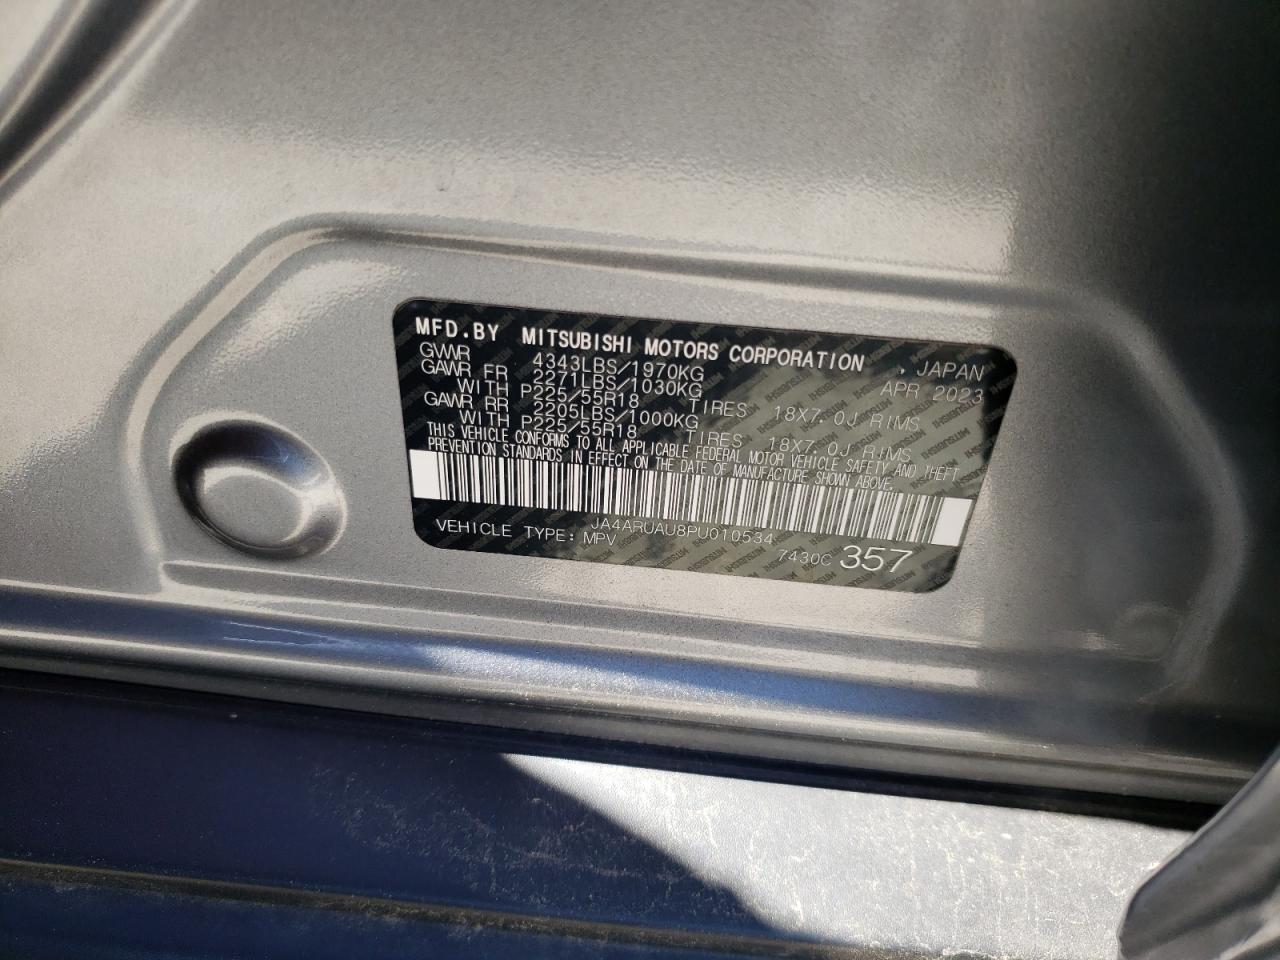 MFD.BY MITSUBISHI MOTORS CORPORATION , JAPAN
GVWR 4343LBS/1970KG APR 2023
GAWR FR 2271LBS/1030KG
WITH P225/55R18 TIRES 18X7.0J RIMS
GAWR RR 2205LBS/1000KG
WITH P225/55R18 TIRES 18X7.0J RIMS
THIS VEHICLE CONFORMS TO ALL APPLICABLE FEDERAL MOTOR VEHICLE SAFETY AND THEFT
PREVENTION STANDARDS IN EFFECT ON THE DATE OF MANUFACTURE SHOWN ABOVE.
JA4ARUAU8PU010534
VEHICLE TYPE: MPV 7430C 357